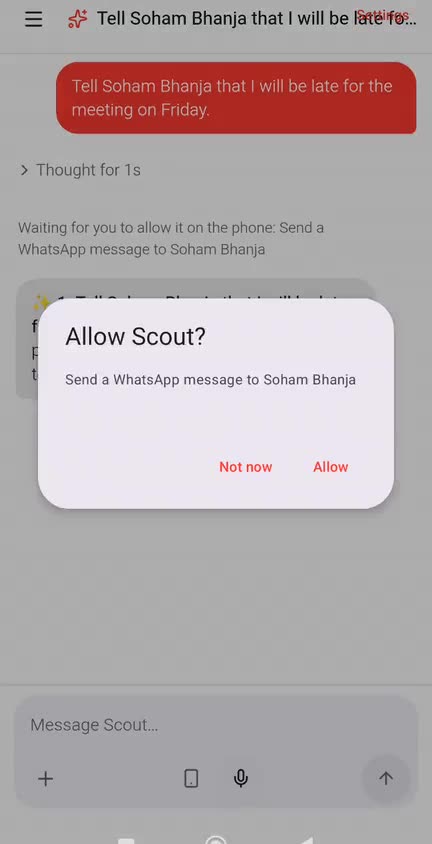 Tell Soham Bhanja that I will be late fo...
Settings
Tell Soham Bhanja that I will be late for the
meeting on Friday.
Thought for 1s
Waiting for you to allow it on the phone: Send a
WhatsApp message to Soham Bhanja
Allow Scout?
Send a WhatsApp message to Soham Bhanja
Not now
Allow
Message Scout...